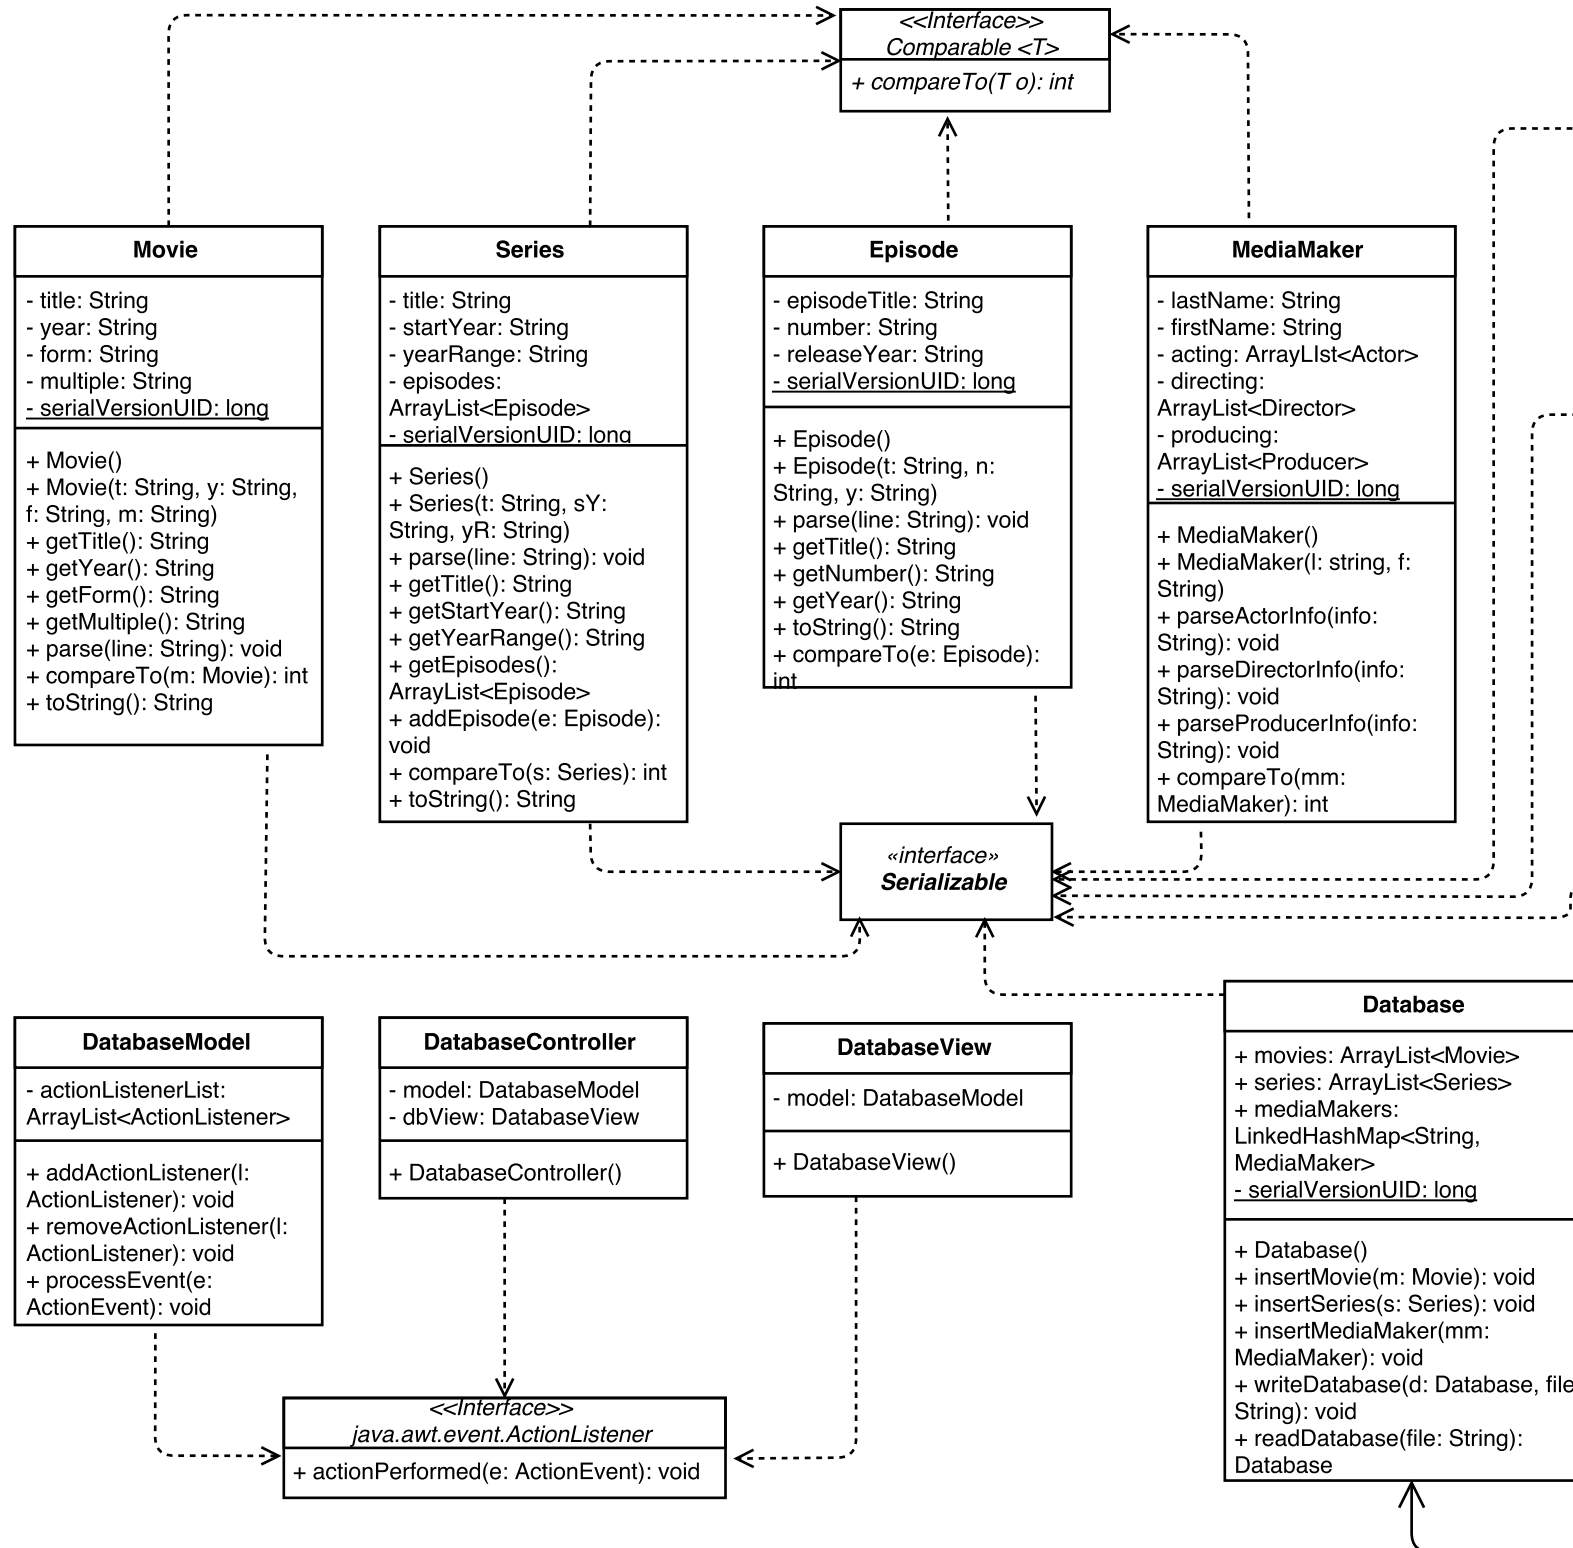 <<Interface>>
Comparable <T>
+ compareTo(T o): int
Movie
- title: String
- year: String
- form: String
- multiple: String
- serialVersionUID: long
+ Movie()
+ Movie(t: String, y: String,
f: String, m: String)
+ getTitle(): String
+ getYear(): String
+ getForm(): String
+ getMultiple(): String
+ parse(line: String): void
+ compareTo(m: Movie): int
+ toString(): String
Series
- title: String
- startYear: String
- yearRange: String
- episodes:
ArrayList<Episode>
- serialVersionUID: long
+ Series()
+ Series(t: String, sY:
String, yR: String)
+ parse(line: String): void
+ getTitle(): String
+ getStartYear(): String
+ getYearRange(): String
+ getEpisodes():
ArrayList<Episode>
+ addEpisode(e: Episode):
void
+ compareTo(s: Series): int
+ toString(): String
Episode
- episodeTitle: String
- number: String
- releaseYear: String
- serialVersionUID: long
+ Episode()
+ Episode(t: String, n:
String, y: String)
+ parse(line: String): void
+ getTitle(): String
+ getNumber(): String
+ getYear(): String
+ toString(): String
+ compareTo(e: Episode):
int
MediaMaker
- lastName: String
- firstName: String
- acting: ArrayLIst<Actor>
- directing:
ArrayList<Director>
- producing:
ArrayList<Producer>
- serialVersionUID: long
+ MediaMaker()
+ MediaMaker(l: string, f:
String)
+ parseActorInfo(info:
String): void
+ parseDirectorInfo(info:
String): void
+ parseProducerInfo(info:
String): void
+ compareTo(mm:
MediaMaker): int
«interface»
Serializable
DatabaseModel
- actionListenerList:
ArrayList<ActionListener>
+ addActionListener(l:
ActionListener): void
+ removeActionListener(l:
ActionListener): void
+ processEvent(e:
ActionEvent): void
DatabaseController
- model: DatabaseModel
- dbView: DatabaseView
+ DatabaseController()
DatabaseView
- model: DatabaseModel
+ DatabaseView()
Database
+ movies: ArrayList<Movie>
+ series: ArrayList<Series>
+ mediaMakers:
LinkedHashMap<String,
MediaMaker>
- serialVersionUID: long
+ Database()
+ insertMovie(m: Movie): void
+ insertSeries(s: Series): void
+ insertMediaMaker(mm:
MediaMaker): void
+ writeDatabase(d: Database, file
String): void
+ readDatabase(file: String):
Database
<<Interface>>
java.awt.event.ActionListener
+ actionPerformed(e: ActionEvent): void